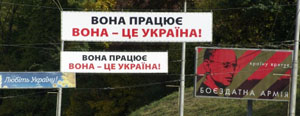 ВОНА ПРАЦЮЄ
ВОНА – ЦЕ УКРАЇНА!
ВОНА ПРАЦЮЄ
ВОНА – ЦЕ УКРАЇНА!
Любіть Україну!
БОЄЗДАТНА АРМІЯ